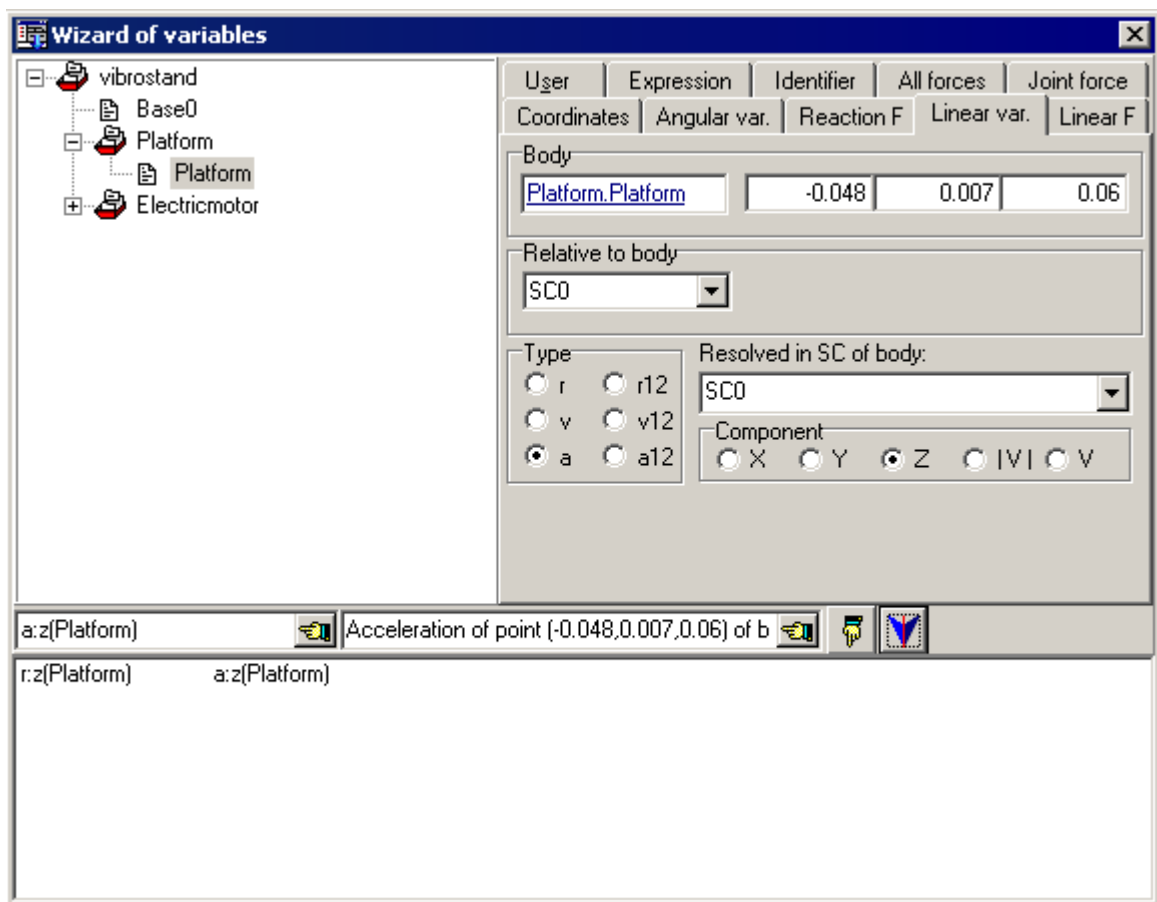 Wizard of variables
vibrostand
Base0
Platform
Platform
Electricmotor
User Expression Identifier All forces Joint force
Coordinates Angular var. Reaction F Linear var. Linear F
Body
Platform.Platform -0.048 0.007 0.06
Relative to body
SC0
Type
r r12
v v12
a a12
Resolved in SC of body:
SC0
Component
X Y Z |V| V
a:z(Platform) Acceleration of point (-0.048,0.007,0.06) of b
r:z(Platform) a:z(Platform)